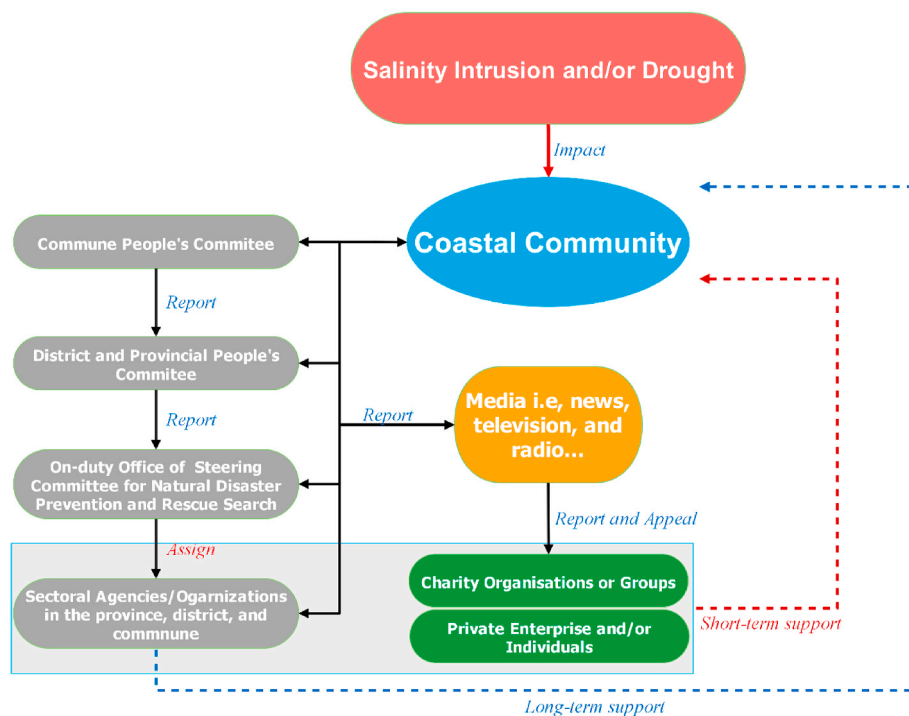 Salinity Intrusion and/or Drought
Impact
Coastal Community
Commune People's Commitee
Report
District and Provincial People's
Commitee
Report
Media i.e, news,
television, and
radio...
Report
On-duty Office of Steering
Committee for Natural Disaster
Prevention and Rescue Search
Report and Appeal
Assign
Sectoral Agencies/Ogarnizations
in the province, district, and
commnune
Charity Organisations or Groups
Private Enterprise and/or
Individuals
Short-term support
Long-term support